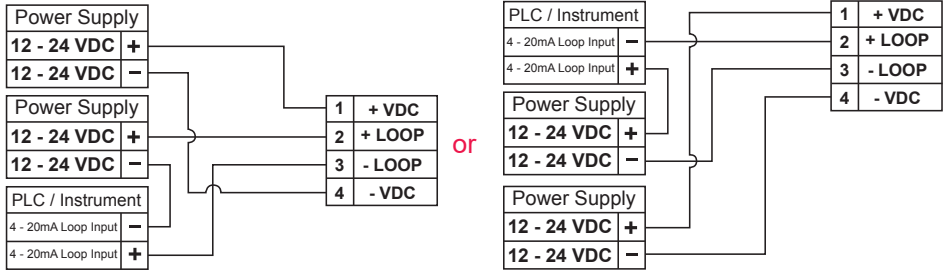 Power Supply
12 - 24 VDC +
12 - 24 VDC −
Power Supply
12 - 24 VDC +
12 - 24 VDC −
PLC / Instrument
4 - 20mA Loop Input −
4 - 20mA Loop Input +
1 + VDC
2 + LOOP
3 - LOOP
4 - VDC
or
PLC / Instrument
4 - 20mA Loop Input −
4 - 20mA Loop Input +
Power Supply
12 - 24 VDC +
12 - 24 VDC −
Power Supply
12 - 24 VDC +
12 - 24 VDC −
1 + VDC
2 + LOOP
3 - LOOP
4 - VDC